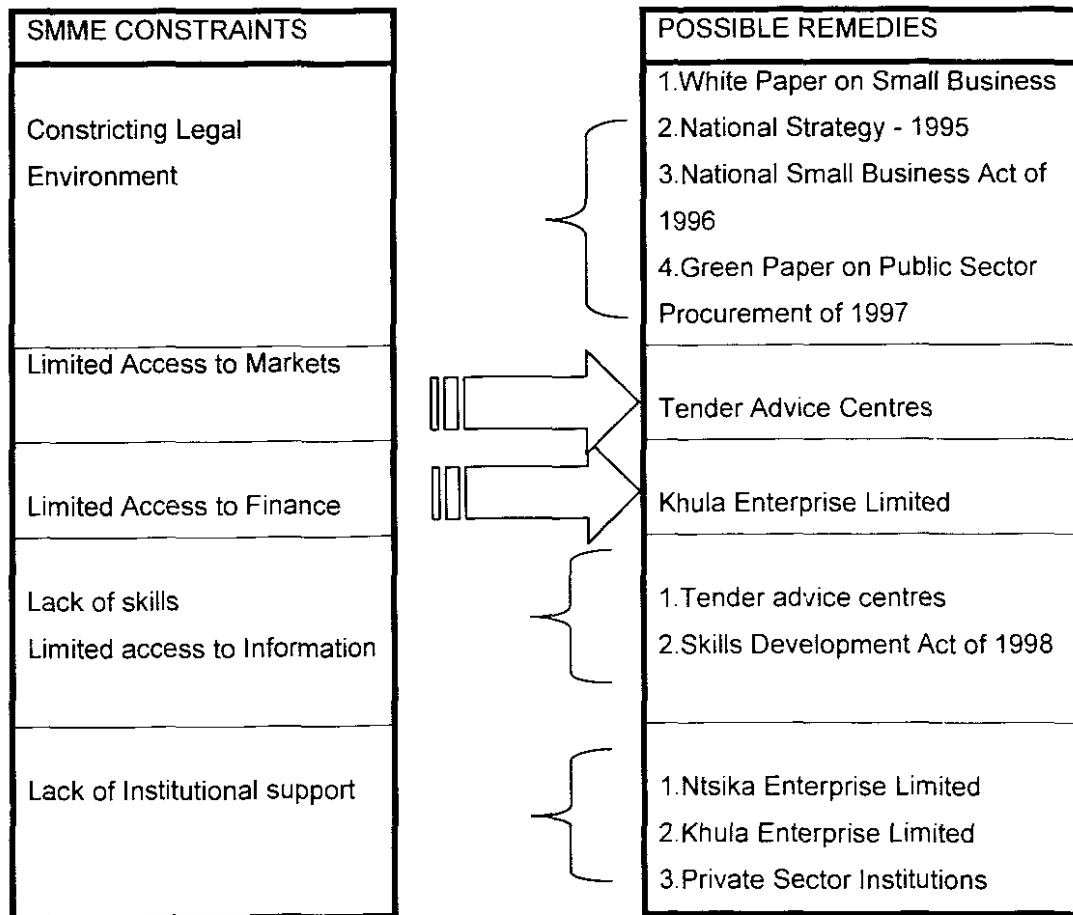 SMME CONSTRAINTS
Constricting Legal
Environment
Limited Access to Markets
Limited Access to Finance
Lack of skills
Limited access to Information
Lack of Institutional support
POSSIBLE REMEDIES
1.White Paper on Small Business
2.National Strategy - 1995
3.National Small Business Act of
1996
4.Green Paper on Public Sector
Procurement of 1997
Tender Advice Centres
Khula Enterprise Limited
1.Tender advice centres
2.Skills Development Act of 1998
1.Ntsika Enterprise Limited
2.Khula Enterprise Limited
3.Private Sector Institutions